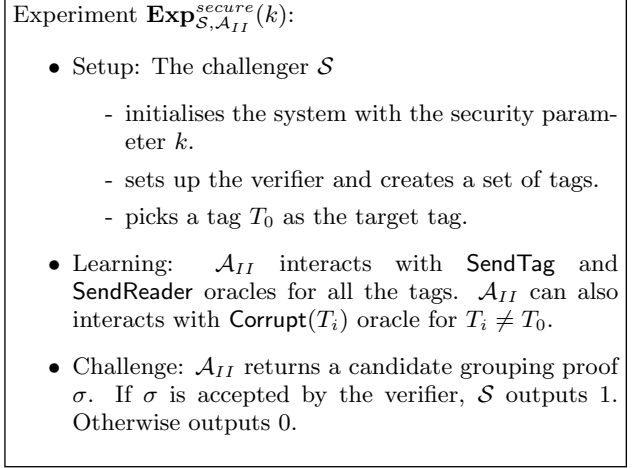 Experiment Exp^{secure}_{S,A_{II}}(k):
• Setup: The challenger S
- initialises the system with the security param-
eter k.
- sets up the verifier and creates a set of tags.
- picks a tag T_0 as the target tag.
• Learning: A_{II} interacts with SendTag and
SendReader oracles for all the tags. A_{II} can also
interacts with Corrupt(T_i) oracle for T_i ≠ T_0.
• Challenge: A_{II} returns a candidate grouping proof
σ. If σ is accepted by the verifier, S outputs 1.
Otherwise outputs 0.